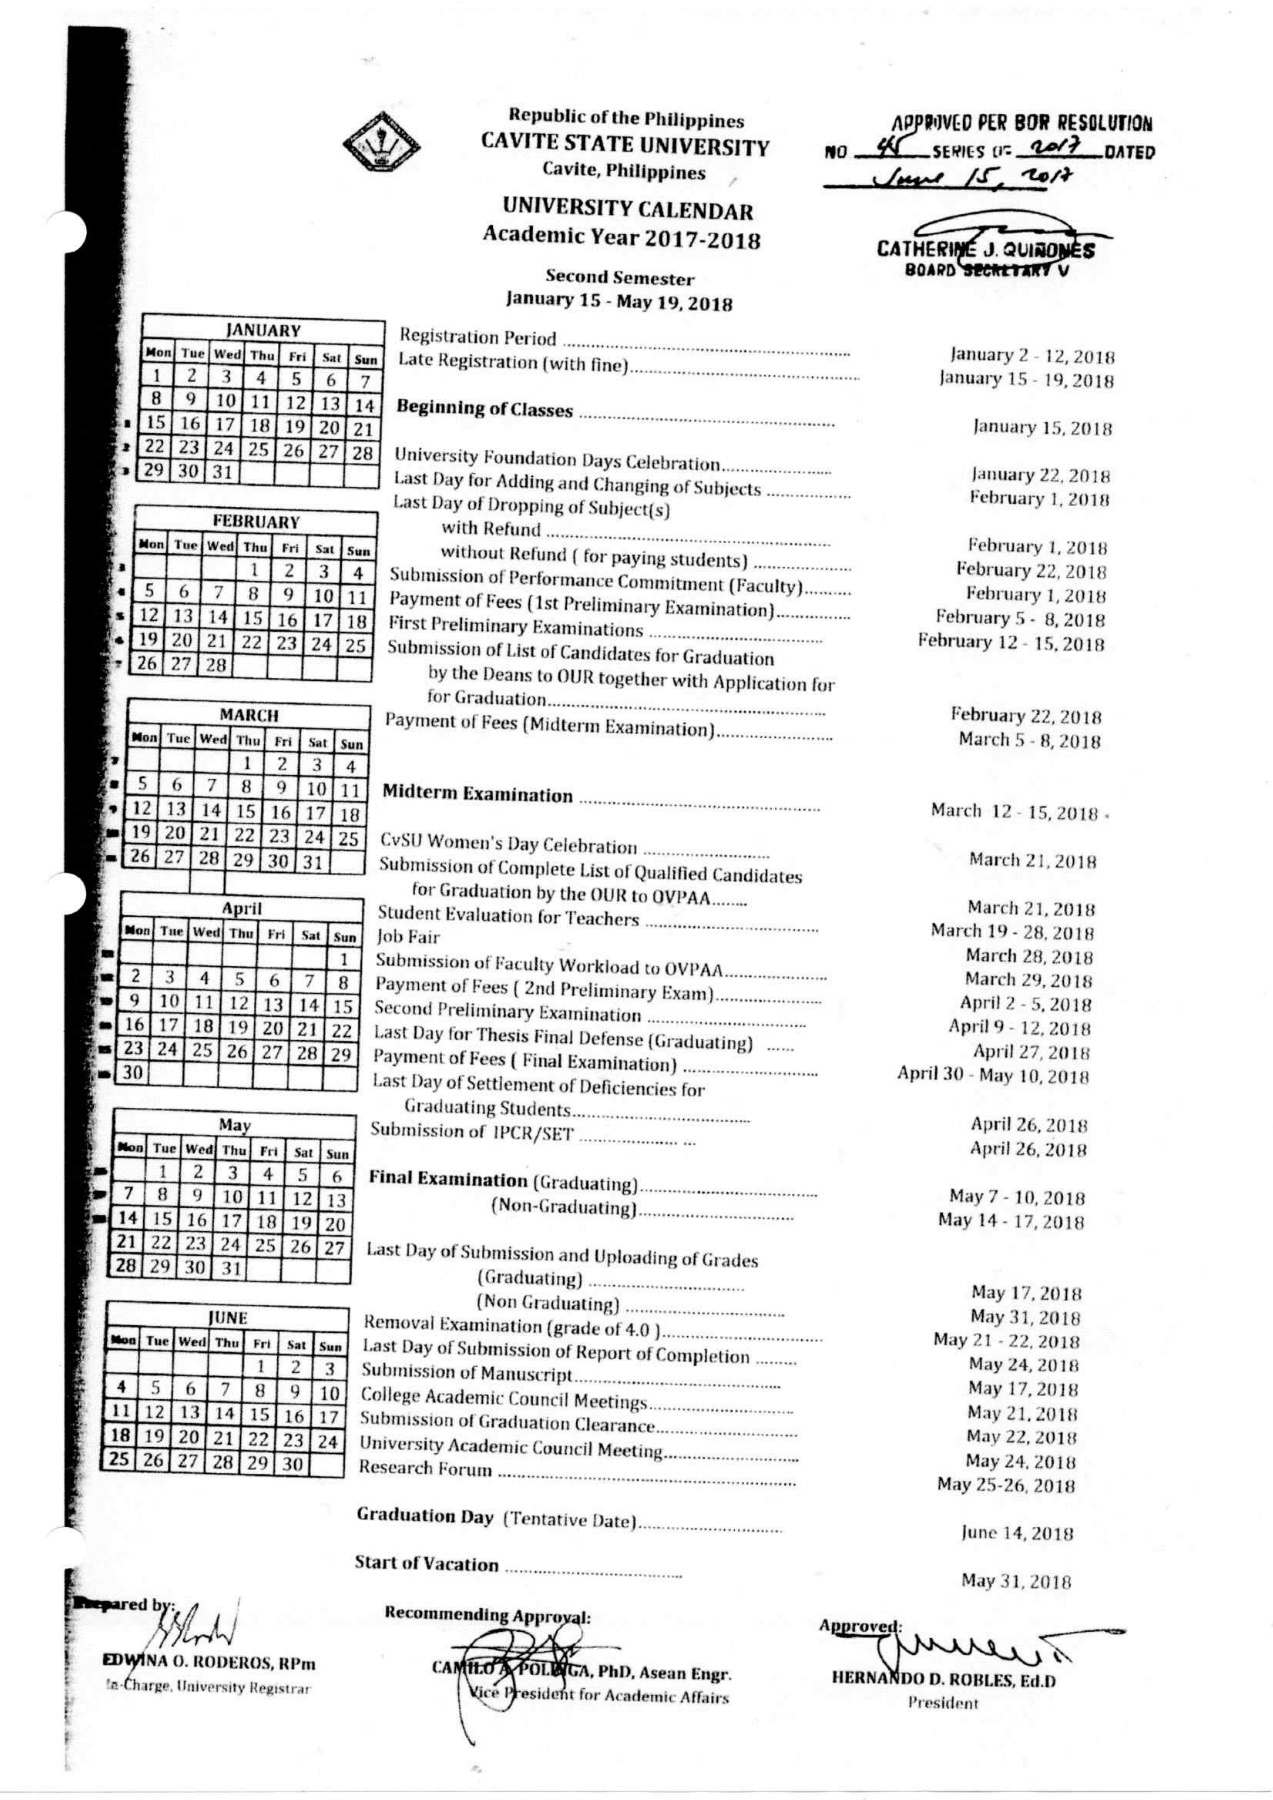 Republic of the Philippines
CAVITE STATE UNIVERSITY
Cavite, Philippines
APPROVED PER BOR RESOLUTION
NO 45 SERIES OF 2017 DATED
June 15, 2017
UNIVERSITY CALENDAR
Academic Year 2017-2018
CATHERINE J. QUIÑONES
BOARD SECRETARY V
Second Semester
January 15 - May 19, 2018
JANUARY
Mon Tue Wed Thu Fri Sat Sun
1 2 3 4 5 6 7
8 9 10 11 12 13 14
1 15 16 17 18 19 20 21
2 22 23 24 25 26 27 28
3 29 30 31
FEBRUARY
Mon Tue Wed Thu Fri Sat Sun
3 1 2 3 4
4 5 6 7 8 9 10 11
5 12 13 14 15 16 17 18
6 19 20 21 22 23 24 25
7 26 27 28
MARCH
Mon Tue Wed Thu Fri Sat Sun
7 1 2 3 4
8 5 6 7 8 9 10 11
9 12 13 14 15 16 17 18
19 20 21 22 23 24 25
26 27 28 29 30 31
April
Mon Tue Wed Thu Fri Sat Sun
1
2 3 4 5 6 7 8
9 10 11 12 13 14 15
16 17 18 19 20 21 22
23 24 25 26 27 28 29
30
May
Mon Tue Wed Thu Fri Sat Sun
1 2 3 4 5 6
7 8 9 10 11 12 13
14 15 16 17 18 19 20
21 22 23 24 25 26 27
28 29 30 31
JUNE
Mon Tue Wed Thu Fri Sat Sun
1 2 3
4 5 6 7 8 9 10
11 12 13 14 15 16 17
18 19 20 21 22 23 24
25 26 27 28 29 30
Registration Period ........ January 2 - 12, 2018
Late Registration (with fine)........ January 15 - 19, 2018
Beginning of Classes ........ January 15, 2018
University Foundation Days Celebration........ January 22, 2018
Last Day for Adding and Changing of Subjects ........ February 1, 2018
Last Day of Dropping of Subject(s)
with Refund ........ February 1, 2018
without Refund ( for paying students) ........ February 22, 2018
Submission of Performance Commitment (Faculty)........ February 1, 2018
Payment of Fees (1st Preliminary Examination)........ February 5 - 8, 2018
First Preliminary Examinations ........ February 12 - 15, 2018
Submission of List of Candidates for Graduation
by the Deans to OUR together with Application for
for Graduation........ February 22, 2018
Payment of Fees (Midterm Examination)........ March 5 - 8, 2018
Midterm Examination ........ March 12 - 15, 2018
CvSU Women's Day Celebration ........ March 21, 2018
Submission of Complete List of Qualified Candidates
for Graduation by the OUR to OVPAA........ March 21, 2018
Student Evaluation for Teachers ........ March 19 - 28, 2018
Job Fair March 28, 2018
Submission of Faculty Workload to OVPAA........ March 29, 2018
Payment of Fees ( 2nd Preliminary Exam)........ April 2 - 5, 2018
Second Preliminary Examination ........ April 9 - 12, 2018
Last Day for Thesis Final Defense (Graduating) ...... April 27, 2018
Payment of Fees ( Final Examination) ........ April 30 - May 10, 2018
Last Day of Settlement of Deficiencies for
Graduating Students........ April 26, 2018
Submission of IPCR/SET ........ ... April 26, 2018
Final Examination (Graduating)........ May 7 - 10, 2018
(Non-Graduating)........ May 14 - 17, 2018
Last Day of Submission and Uploading of Grades
(Graduating) ........ May 17, 2018
(Non Graduating) ........ May 31, 2018
Removal Examination (grade of 4.0 )........ May 21 - 22, 2018
Last Day of Submission of Report of Completion ......... May 24, 2018
Submission of Manuscript........ May 17, 2018
College Academic Council Meetings........ May 21, 2018
Submission of Graduation Clearance........ May 22, 2018
University Academic Council Meeting........ May 24, 2018
Research Forum ........ May 25-26, 2018
Graduation Day (Tentative Date)........ June 14, 2018
Start of Vacation ........ May 31, 2018
Prepared by:
EDWINA O. RODEROS, RPm
In-Charge, University Registrar
Recommending Approval:
CAMILO A. POLINGA, PhD, Asean Engr.
Vice President for Academic Affairs
Approved:
HERNANDO D. ROBLES, Ed.D
President